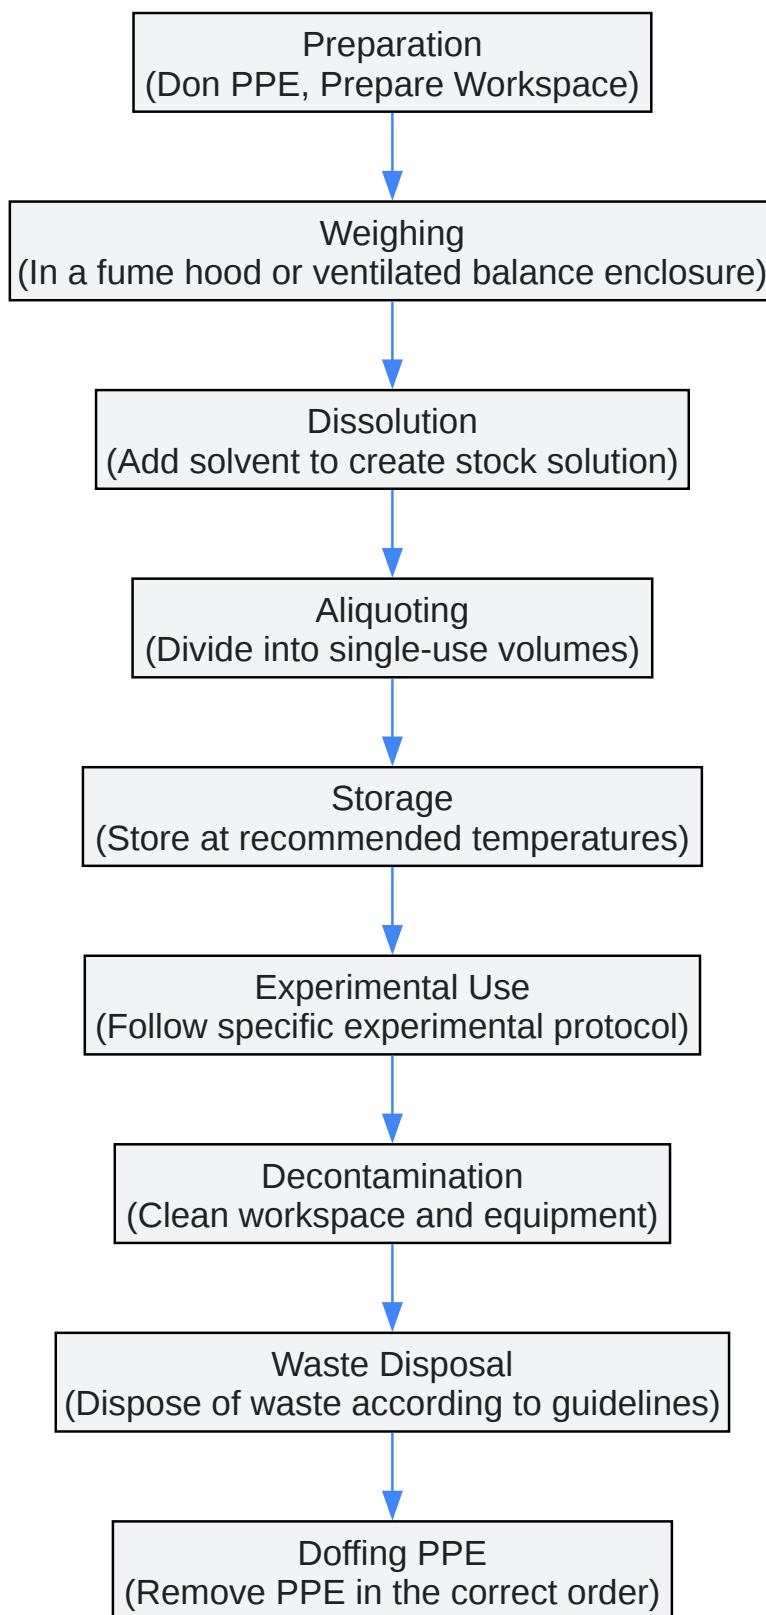 Preparation
(Don PPE, Prepare Workspace)
Weighing
(In a fume hood or ventilated balance enclosure)
Dissolution
(Add solvent to create stock solution)
Aliquoting
(Divide into single-use volumes)
Storage
(Store at recommended temperatures)
Experimental Use
(Follow specific experimental protocol)
Decontamination
(Clean workspace and equipment)
Waste Disposal
(Dispose of waste according to guidelines)
Doffing PPE
(Remove PPE in the correct order)